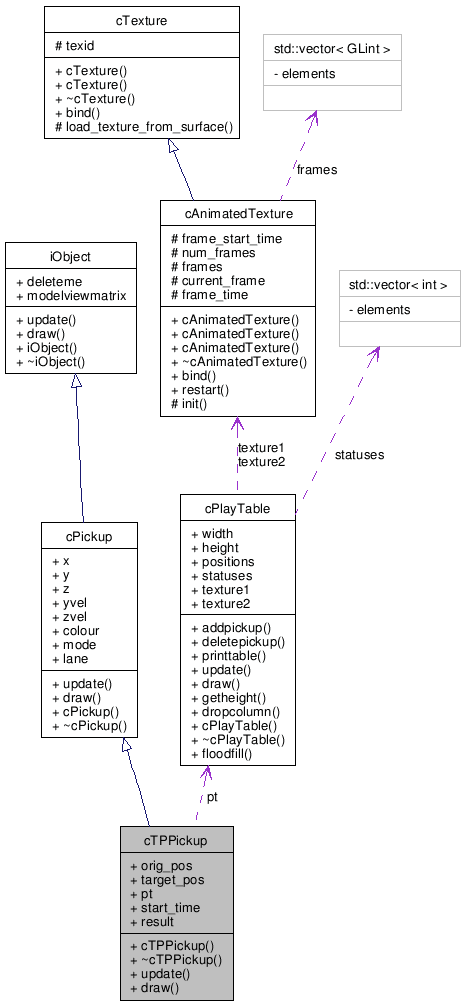 cTexture
# texid
+ cTexture()
+ cTexture()
+ ~cTexture()
+ bind()
# load_texture_from_surface()
std::vector< GLint >
- elements
frames
cAnimatedTexture
# frame_start_time
# num_frames
# frames
# current_frame
# frame_time
+ cAnimatedTexture()
+ cAnimatedTexture()
+ cAnimatedTexture()
+ ~cAnimatedTexture()
+ bind()
+ restart()
# init()
iObject
+ deleteme
+ modelviewmatrix
+ update()
+ draw()
+ iObject()
+ ~iObject()
std::vector< int >
- elements
texture1
texture2
statuses
cPlayTable
+ width
+ height
+ positions
+ statuses
+ texture1
+ texture2
+ addpickup()
+ deletepickup()
+ printtable()
+ update()
+ draw()
+ getheight()
+ dropcolumn()
+ cPlayTable()
+ ~cPlayTable()
+ floodfill()
cPickup
+ x
+ y
+ z
+ yvel
+ zvel
+ colour
+ mode
+ lane
+ update()
+ draw()
+ cPickup()
+ ~cPickup()
pt
cTPPickup
+ orig_pos
+ target_pos
+ pt
+ start_time
+ result
+ cTPPickup()
+ ~cTPPickup()
+ update()
+ draw()